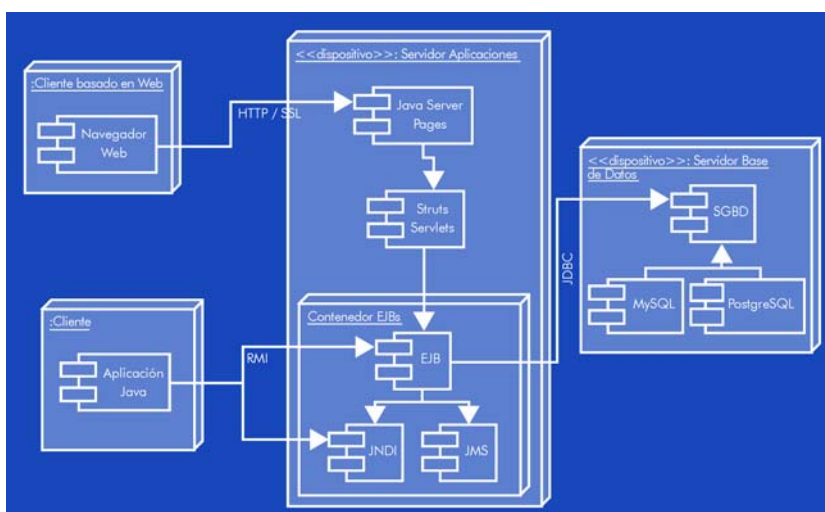 <<dispositivo>>: Servidor Aplicaciones
:Cliente basado en Web
Navegador
Web
HTTP / SSL
Java Server
Pages
Struts
Servlets
<<dispositivo>>: Servidor Base
de Datos
SGBD
MySQL
PostgreSQL
JDBC
Contenedor EJBs
EJB
JNDI
JMS
:Cliente
Aplicación
Java
RMI